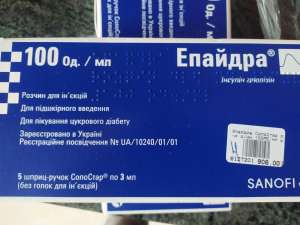 100 Од. / мл
Епайдра®
Інсулін глюлізин
Розчин для ін'єкцій
Для підшкірного введення
Для лікування цукрового діабету
Зареєстровано в Україні
Реєстраційне посвідчення № UA/10240/01/01
5 шприц-ручок СолоСтар® по 3 мл
(без голок для ін'єкцій)
SANOFI